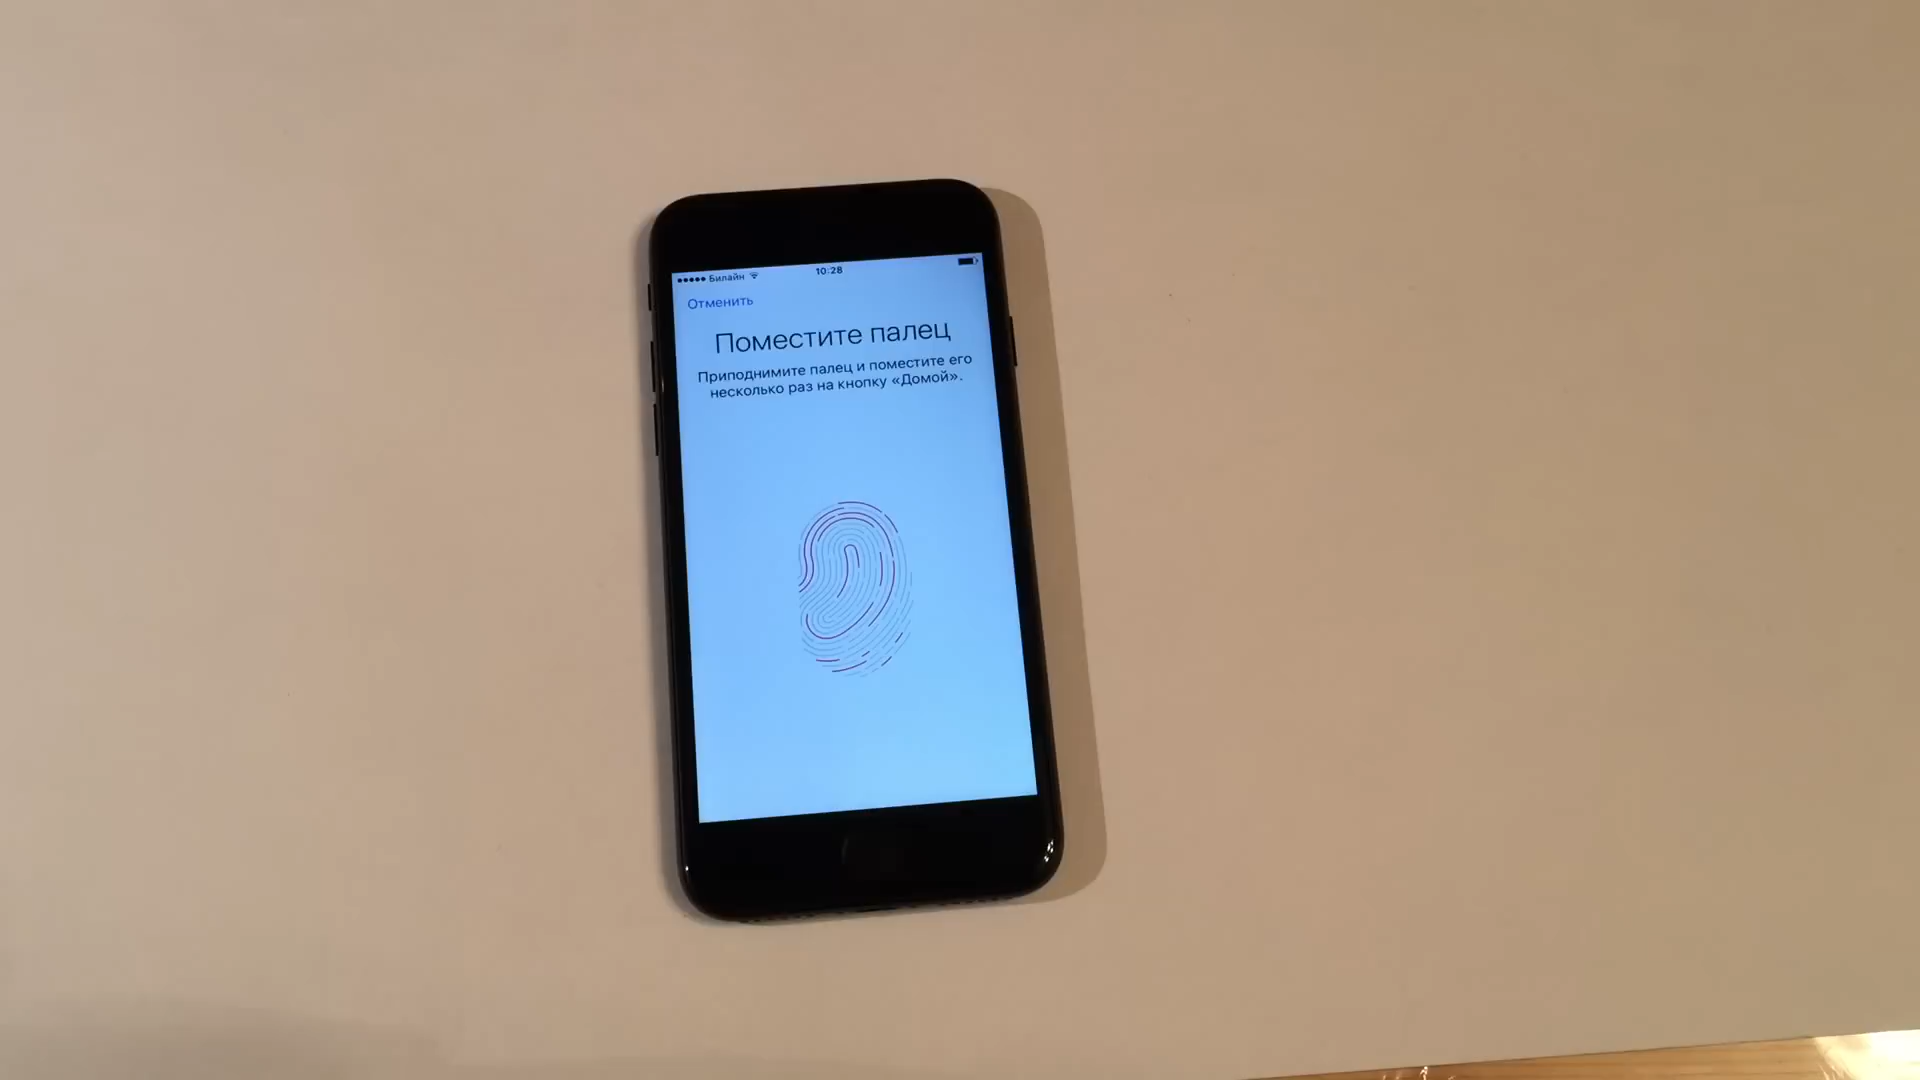 Билайн 10:28
Отменить
Поместите палец
Приподнимите палец и поместите его
несколько раз на кнопку «Домой».